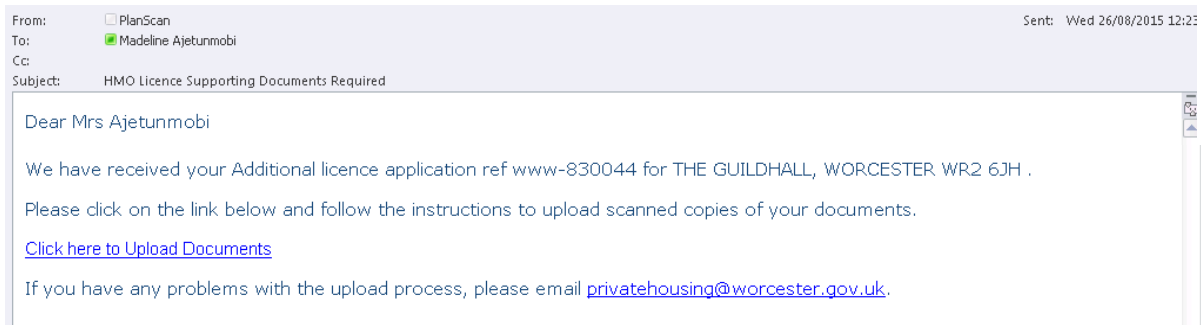 From: PlanScan Sent: Wed 26/08/2015 12:23
To: Madeline Ajetunmobi
Cc:
Subject: HMO Licence Supporting Documents Required
Dear Mrs Ajetunmobi
We have received your Additional licence application ref www-830044 for THE GUILDHALL, WORCESTER WR2 6JH .
Please click on the link below and follow the instructions to upload scanned copies of your documents.
Click here to Upload Documents
If you have any problems with the upload process, please email privatehousing@worcester.gov.uk.